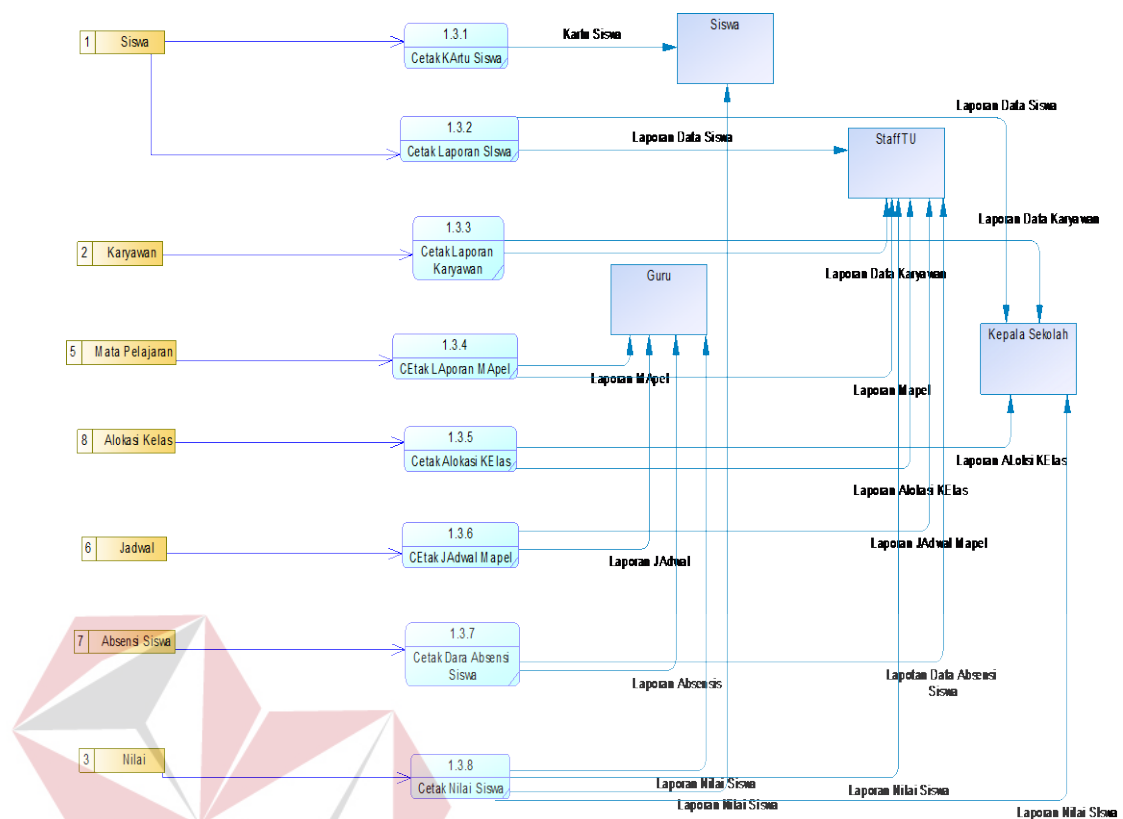 1 Siswa
1.3.1
Cetak KArtu Siswa
Kartu Siswa
Siswa
1.3.2
Cetak Laporan SIswa
Laporan Data Siswa
Laporan Data Siswa
StaffTU
2 Karyawan
1.3.3
Cetak Laporan
Karyawan
Laporan Data Karyawan
Laporan Data Karyawan
Guru
Kepala Sekolah
5 Mata Pelajaran
1.3.4
CEtak LAporan MApel
Laporan MApel
Laporan Mapel
8 Alokasi Kelas
1.3.5
Cetak Alokasi KElas
Laporan ALoksi KElas
Laporan Alokasi KElas
6 Jadwal
1.3.6
CEtak JAdwal Mapel
Laporan JAdwal
Laporan JAdwal Mapel
7 Absensi Siswa
1.3.7
Cetak Dara Absensi
Siswa
Laporan Absensis
Lapotan Data Absensi
Siswa
3 Nilai
1.3.8
Cetak Nilai Siswa
Laporan Nilai Siswa
Laporan Nilai Siswa
Laporan Nilai Siswa
Laporan Nilai SIswa